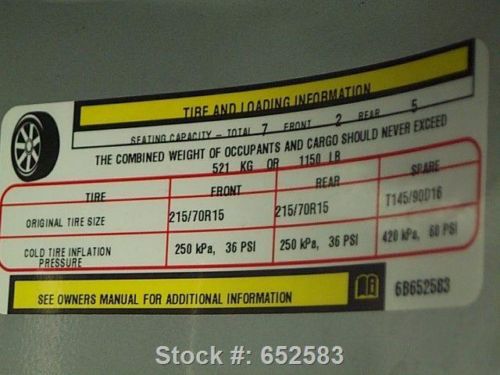 TIRE AND LOADING INFORMATION
SEATING CAPACITY - TOTAL 7 FRONT 2 REAR 5
THE COMBINED WEIGHT OF OCCUPANTS AND CARGO SHOULD NEVER EXCEED
521 KG OR 1150 LB
TIRE FRONT REAR SPARE
ORIGINAL TIRE SIZE 215/70R15 215/70R15 T145/90D16
COLD TIRE INFLATION PRESSURE 250 kPa, 36 PSI 250 kPa, 36 PSI 420 kPa, 60 PSI
SEE OWNERS MANUAL FOR ADDITIONAL INFORMATION 6B652583
Stock #: 652583